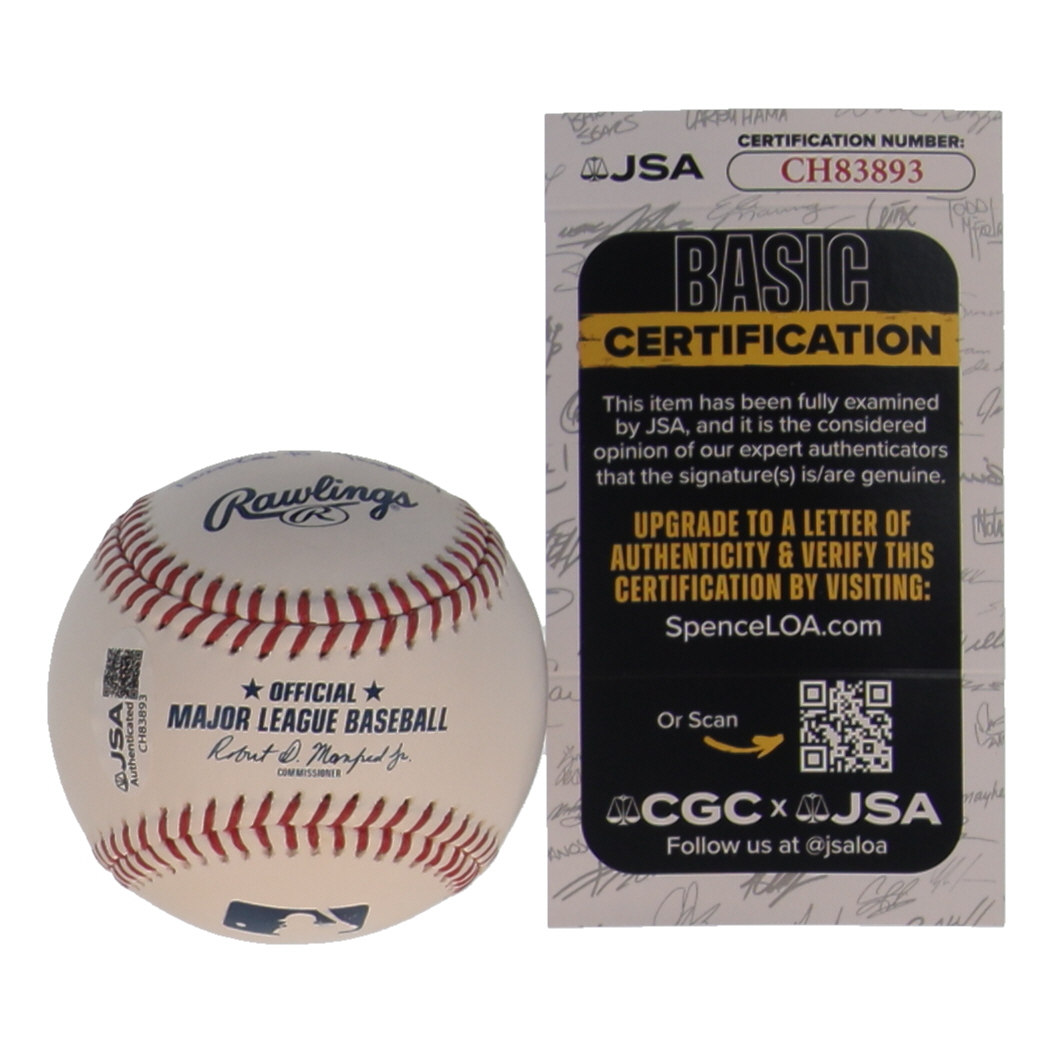 Rawlings
R
★ OFFICIAL ★
MAJOR LEAGUE BASEBALL
Robert D. Manfred Jr.
COMMISSIONER
JSA
Authenticated
CH83893
LARRY HAMA
JSA
CERTIFICATION NUMBER:
CH83893
BASIC
CERTIFICATION
This item has been fully examined
by JSA, and it is the considered
opinion of our expert authenticators
that the signature(s) is/are genuine.
UPGRADE TO A LETTER OF
AUTHENTICITY & VERIFY THIS
CERTIFICATION BY VISITING:
SpenceLOA.com
Or Scan
CGC x JSA
Follow us at @jsaloa